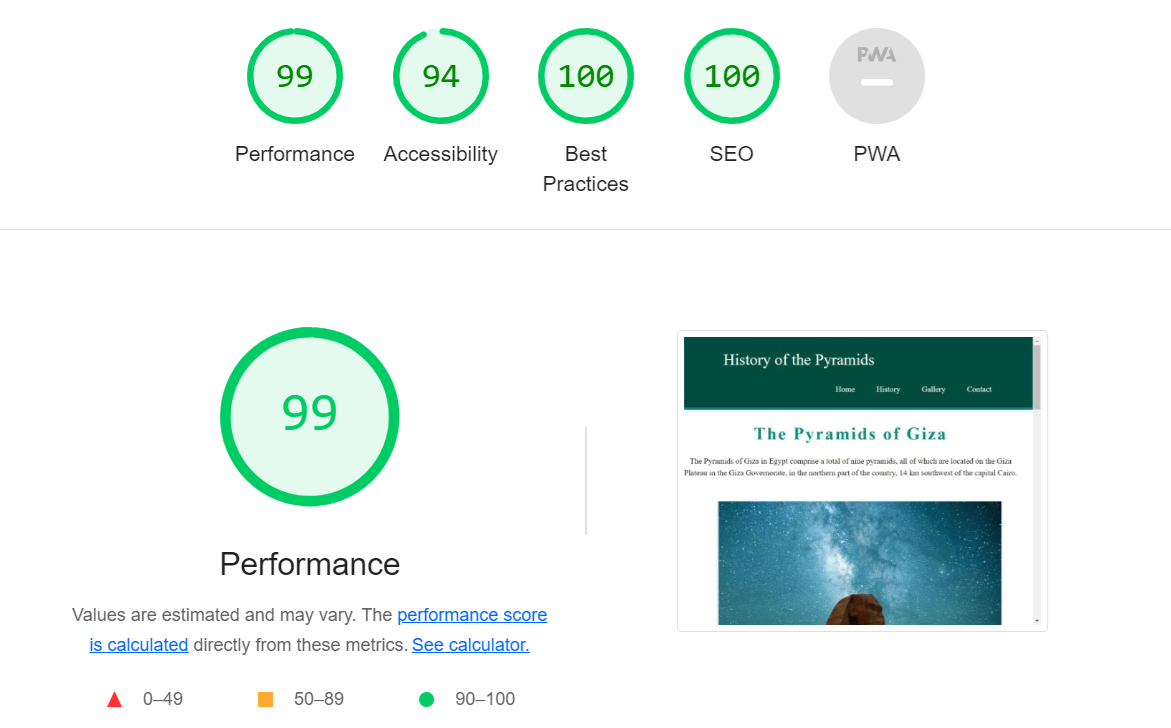 99
94
100
100
PWA
Performance
Accessibility
Best
Practices
SEO
PWA
99
Performance
Values are estimated and may vary. The performance score
is calculated directly from these metrics. See calculator.
0–49
50–89
90–100
History of the Pyramids
Home
History
Gallery
Contact
The Pyramids of Giza
The Pyramids of Giza in Egypt comprise a total of nine pyramids, all of which are located on the Giza
Plateau in the Giza Governorate, in the northern part of the country, 14 km southwest of the capital Cairo.